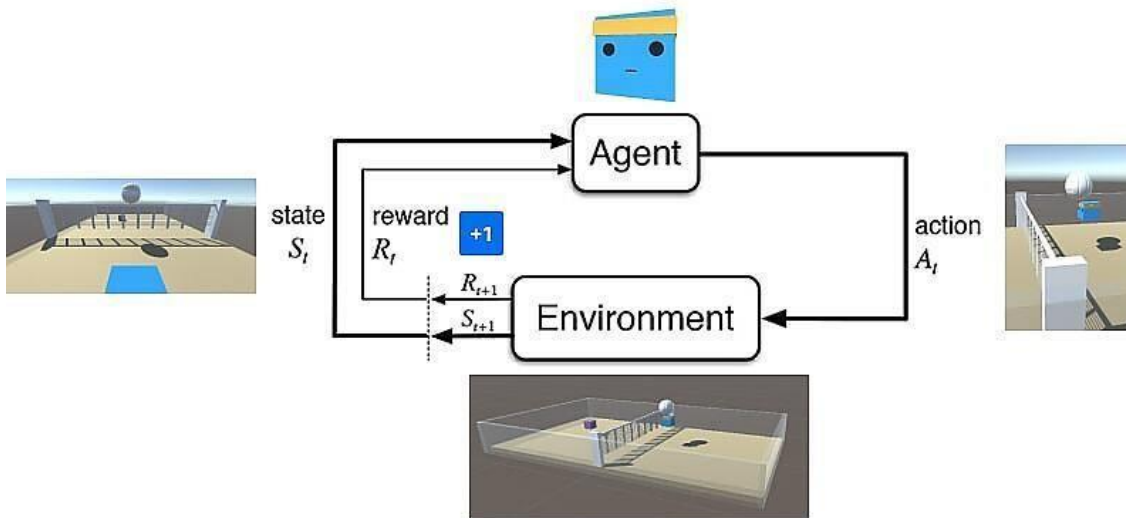 Agent
state
S_t
reward
R_t
+1
action
A_t
R_{t+1}
S_{t+1}
Environment